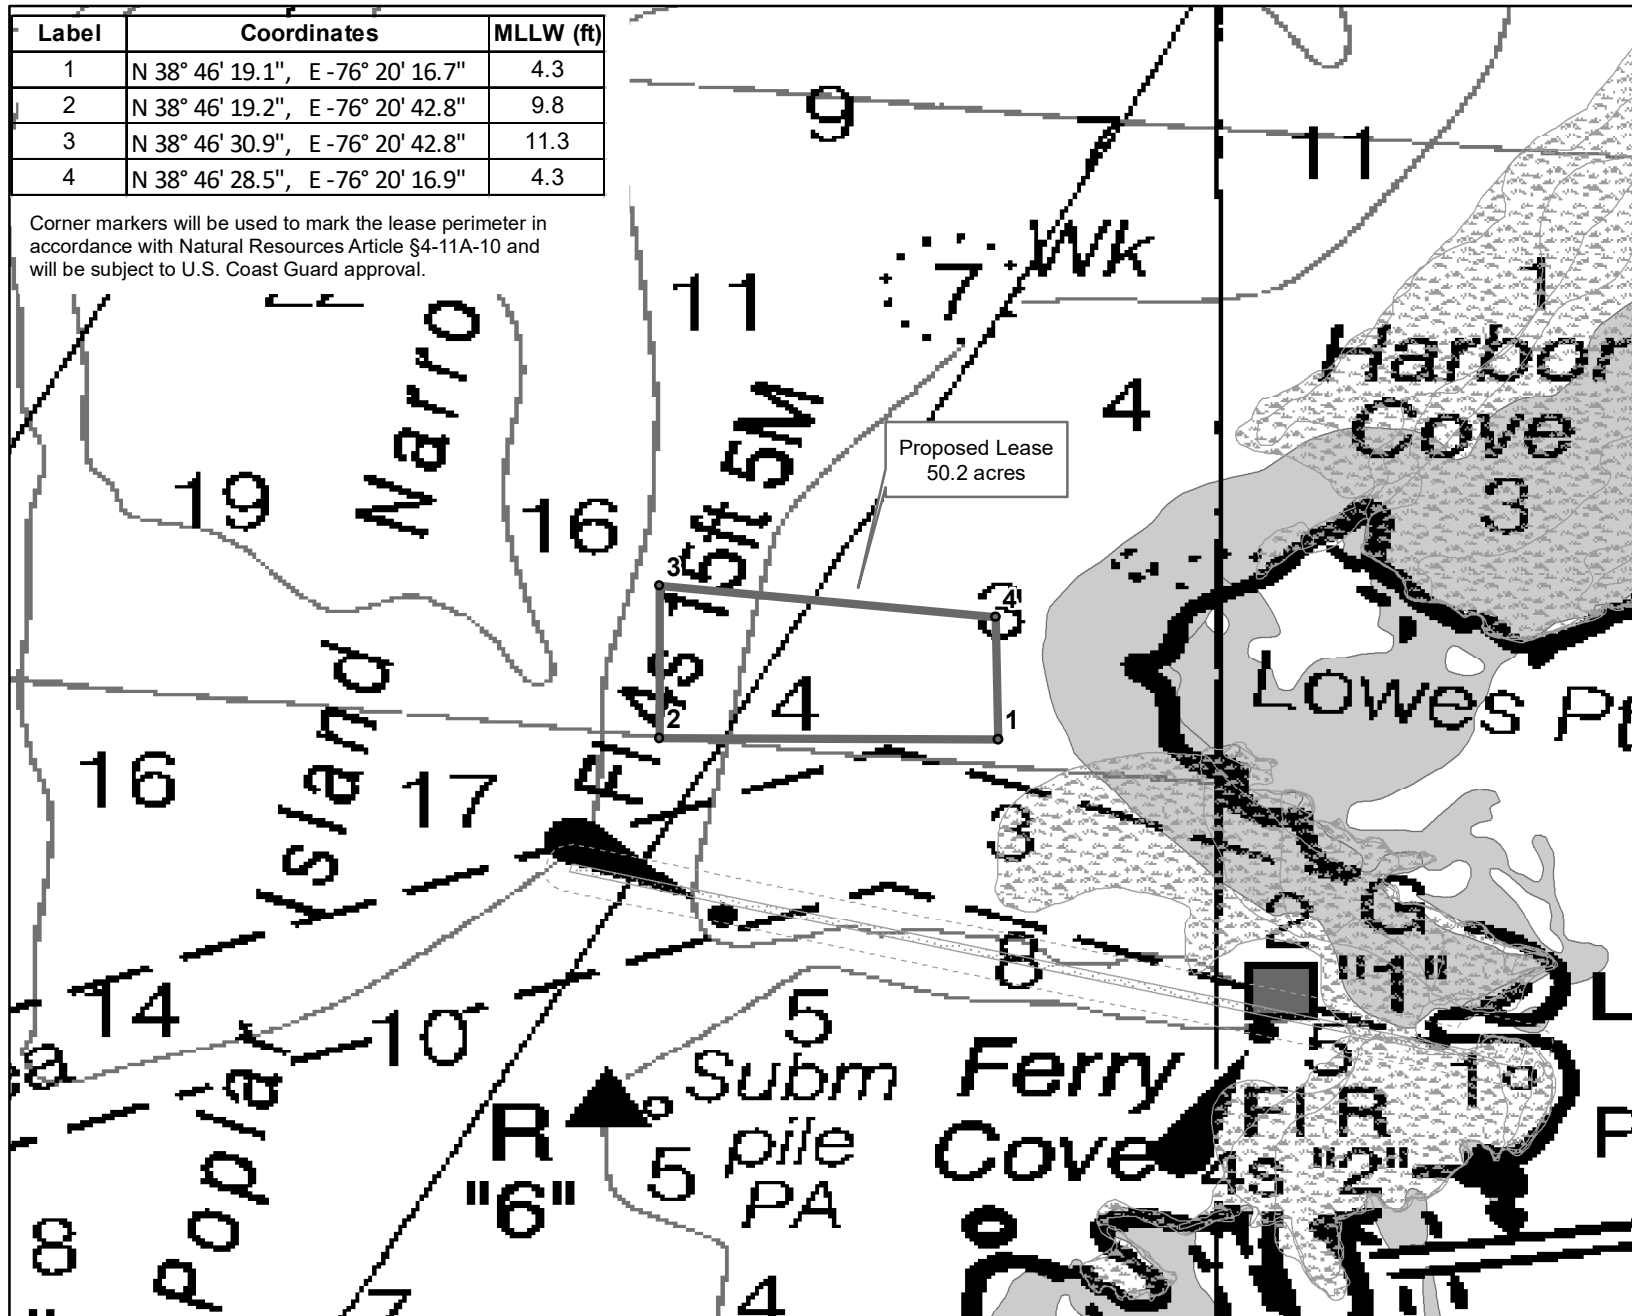 Label Coordinates MLLW (ft)
1 N 38° 46' 19.1", E -76° 20' 16.7" 4.3
2 N 38° 46' 19.2", E -76° 20' 42.8" 9.8
3 N 38° 46' 30.9", E -76° 20' 42.8" 11.3
4 N 38° 46' 28.5", E -76° 20' 16.9" 4.3
Corner markers will be used to mark the lease perimeter in
accordance with Natural Resources Article §4-11A-10 and
will be subject to U.S. Coast Guard approval.
9
11
11
7
Wk
1
Harbor
Cove
3
4
Proposed Lease
50.2 acres
19
Narro
16
Fl 4s 15ft 5M
3
4
3
2
1
4
Lowes Pt
Poplar Island
16
17
3
2
G
"1"
8
14
10
5
Subm
pile
PA
5
R
"6"
Ferry
Cove
5
Fl R
4s "2"
1
L
P
8
7
4